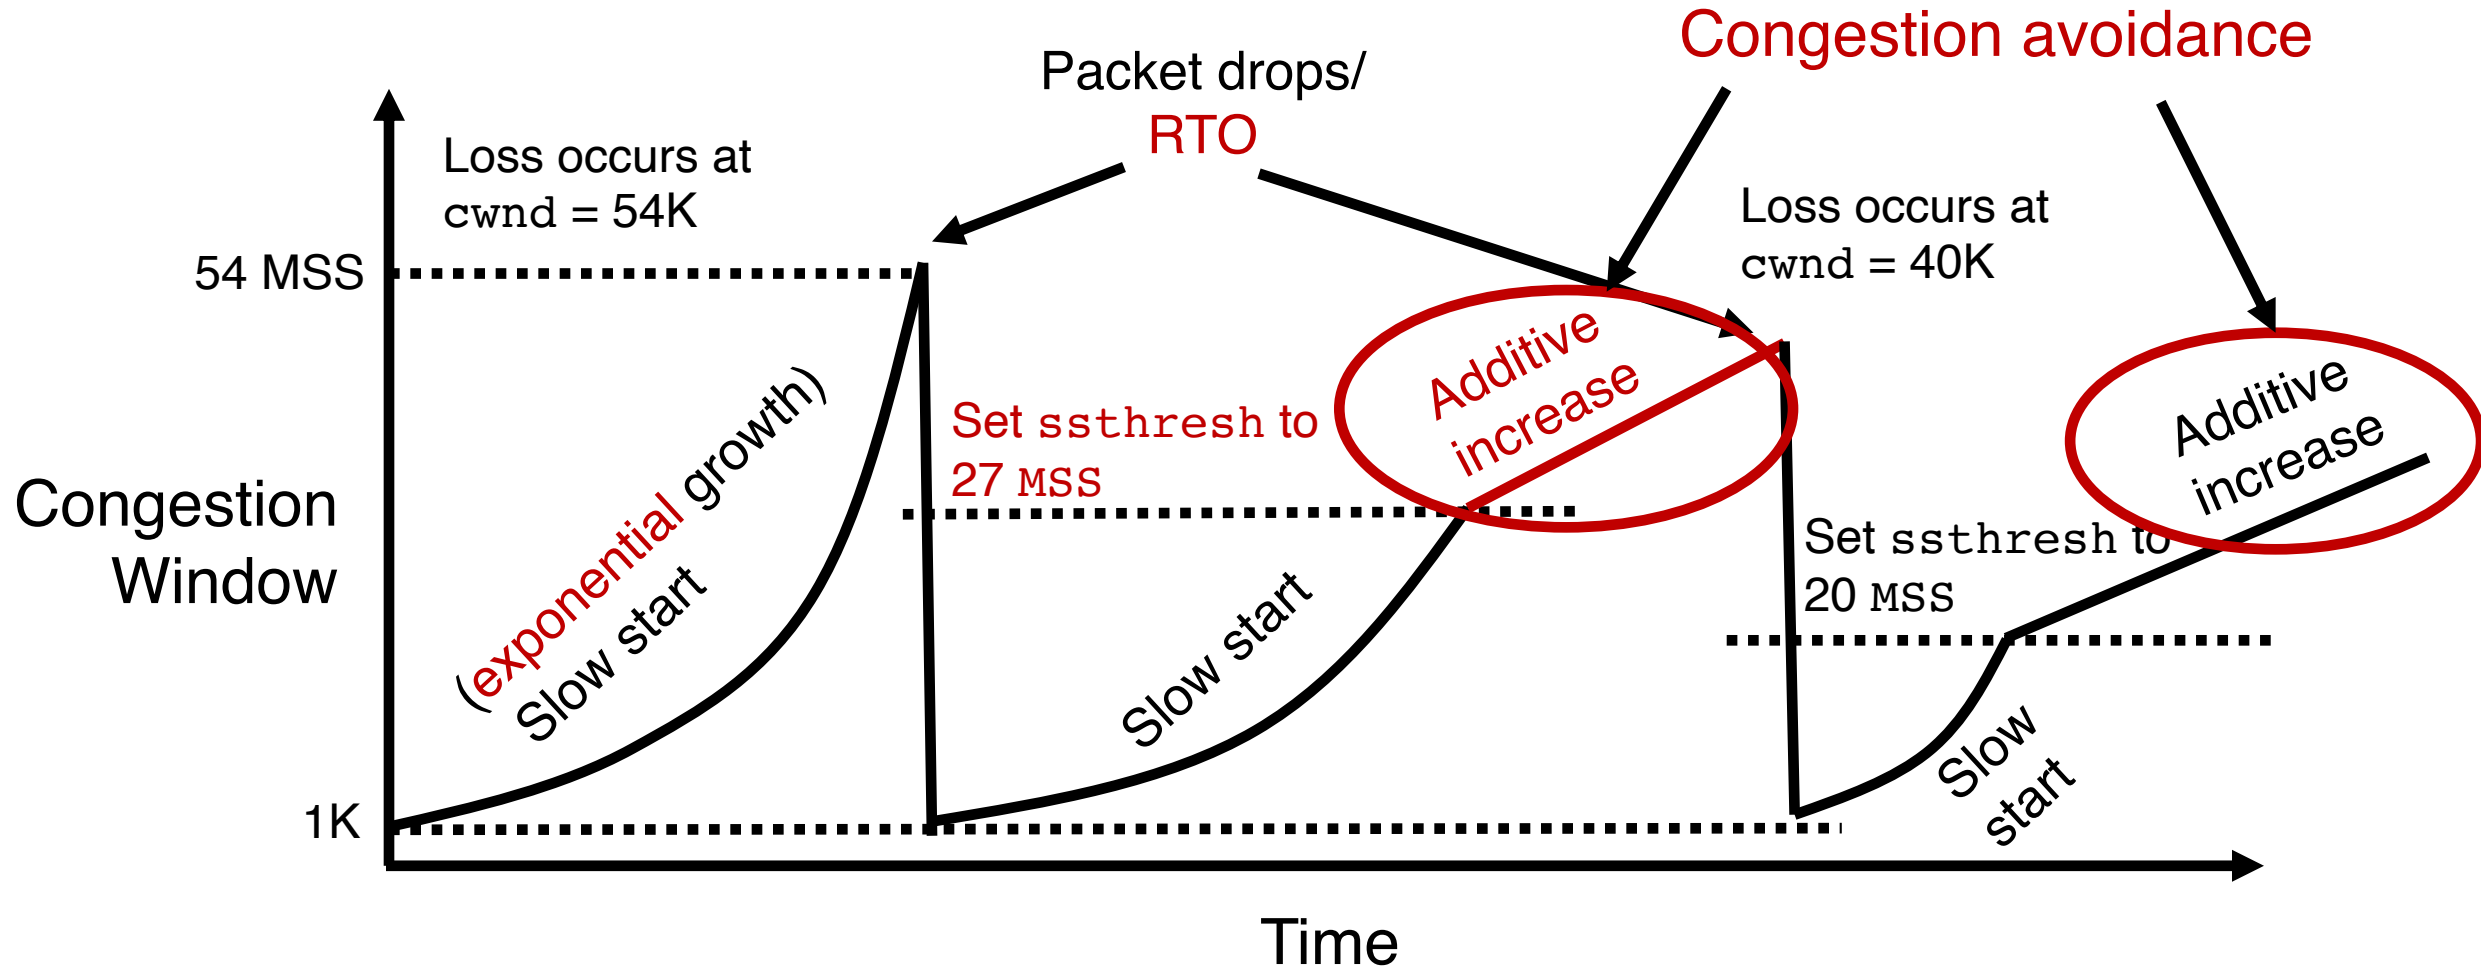 Congestion avoidance
Packet drops/
RTO
Loss occurs at
cwnd = 54K
Loss occurs at
cwnd = 40K
54 MSS
Additive
increase
Additive
increase
(exponential growth)
Slow start
Set ssthresh to
27 MSS
Congestion
Window
Set ssthresh to
20 MSS
Slow start
Slow
start
1K
Time